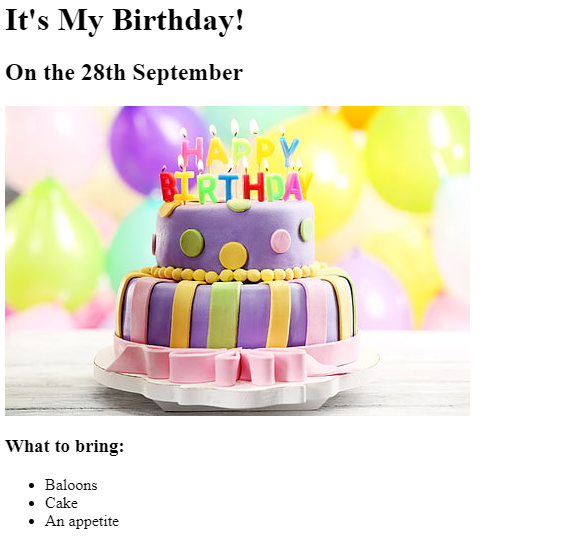 It's My Birthday!
On the 28th September
HAPPY
BIRTHDAY
What to bring:
Baloons
Cake
An appetite